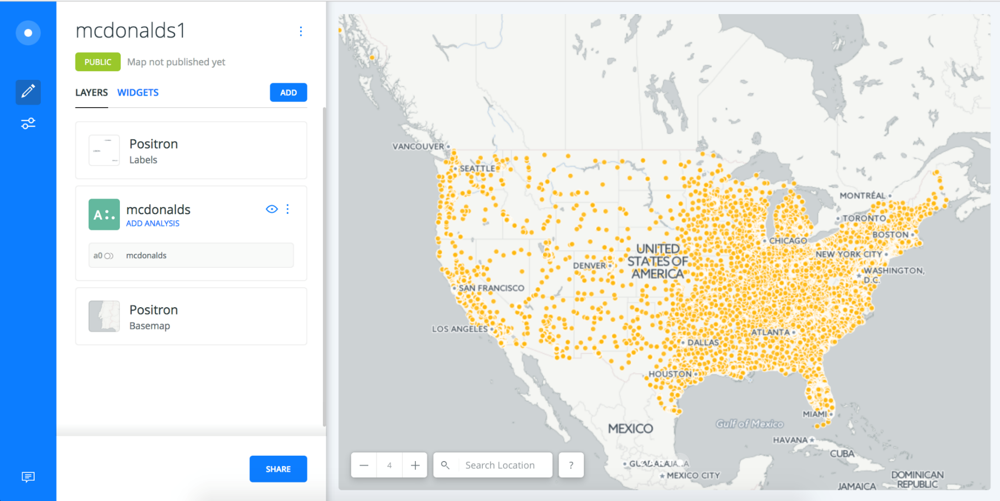 mcdonalds1
PUBLIC Map not published yet
LAYERS WIDGETS ADD
Positron
Labels
A
mcdonalds
ADD ANALYSIS
a0 mcdonalds
Positron
Basemap
SHARE
VANCOUVER
SEATTLE
MONTRÉAL
TORONTO
BOSTON
CHICAGO
NEW YORK CITY
UNITED
STATES OF
AMERICA
DENVER
WASHINGTON,
D.C.
SAN FRANCISCO
LOS ANGELES
ATLANTA
DALLAS
HOUSTON
MIAMI
Gulf of Mexico
MEXICO
HAVANA
CUBA
GUADALAJARA
MEXICO CITY
DOMINICAN
REPUBLIC
JAMAICA
4
Search Location
?